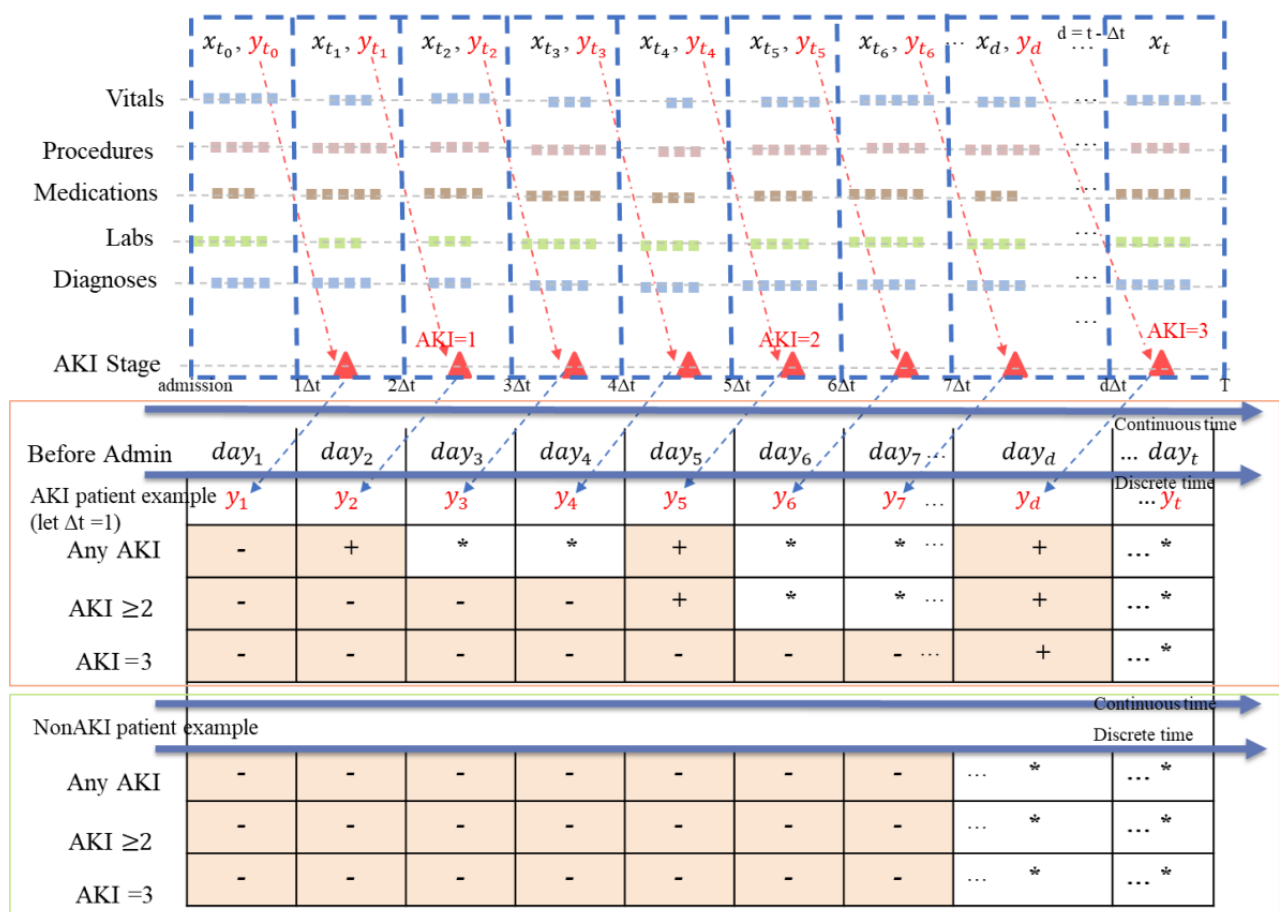 x_{t_0}, y_{t_0} x_{t_1}, y_{t_1} x_{t_2}, y_{t_2} x_{t_3}, y_{t_3} x_{t_4}, y_{t_4} x_{t_5}, y_{t_5} x_{t_6}, y_{t_6} ... x_d, y_d d = t - Δt ... x_t
Vitals ...
Procedures ...
Medications ...
Labs ...
Diagnoses ...
...
AKI=1 AKI=2 AKI=3
AKI Stage
admission 1Δt 2Δt 3Δt 4Δt 5Δt 6Δt 7Δt dΔt T
Continuous time
Before Admin day_1 day_2 day_3 day_4 day_5 day_6 day_7 ... day_d ... day_t
Discrete time
AKI patient example y_1 y_2 y_3 y_4 y_5 y_6 y_7 ... y_d ... y_t
(let Δt =1)
Any AKI - + * * + * * ... + ... *
AKI ≥2 - - - - + * * ... + ... *
AKI =3 - - - - - - - ... + ... *
Continuous time
NonAKI patient example
Discrete time
Any AKI - - - - - - - ... * ... *
AKI ≥2 - - - - - - - ... * ... *
AKI =3 - - - - - - - ... * ... *